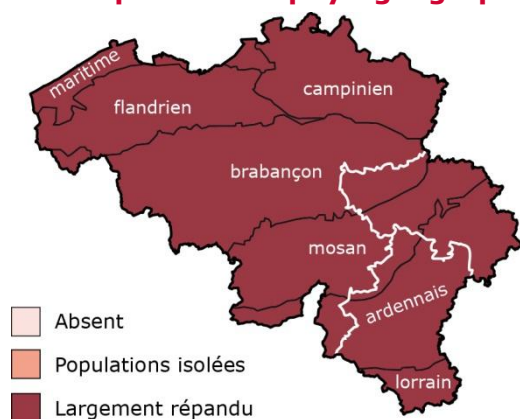 maritime
flandrien
campinien
brabançon
mosan
ardennais
lorrain
Absent
Populations isolées
Largement répandu